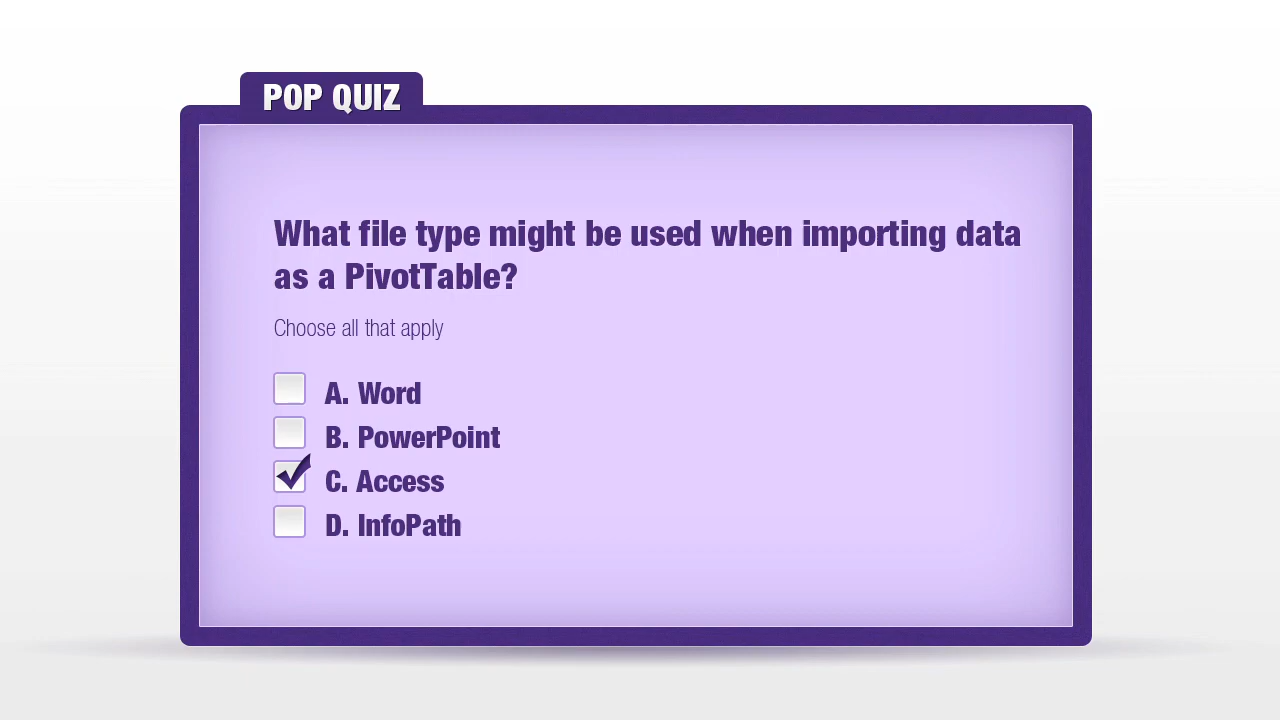 POP QUIZ
What file type might be used when importing data
as a PivotTable?
Choose all that apply
A. Word
B. PowerPoint
C. Access
D. InfoPath